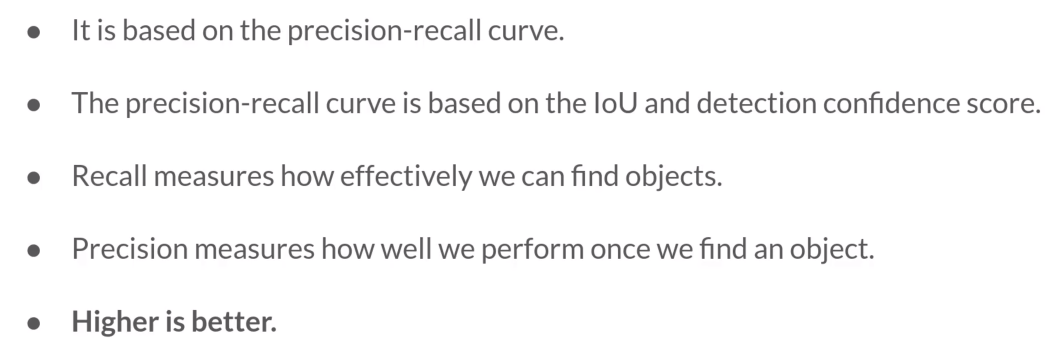 ● It is based on the precision-recall curve.
● The precision-recall curve is based on the IoU and detection confidence score.
● Recall measures how effectively we can find objects.
● Precision measures how well we perform once we find an object.
● Higher is better.